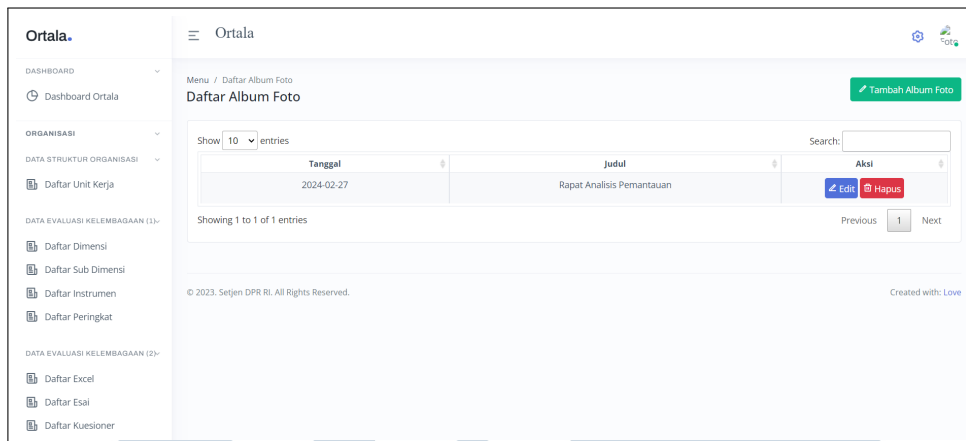 Ortala.
Ortala
Foto
DASHBOARD
Dashboard Ortala
ORGANISASI
DATA STRUKTUR ORGANISASI
Daftar Unit Kerja
DATA EVALUASI KELEMBAGAAN (1)
Daftar Dimensi
Daftar Sub Dimensi
Daftar Instrumen
Daftar Peringkat
DATA EVALUASI KELEMBAGAAN (2)
Daftar Excel
Daftar Esai
Daftar Kuesioner
Menu / Daftar Album Foto
Daftar Album Foto
Tambah Album Foto
Show 10 entries
Search:
Tanggal Judul Aksi
2024-02-27 Rapat Analisis Pemantauan Edit Hapus
Showing 1 to 1 of 1 entries
Previous 1 Next
© 2023. Setjen DPR RI. All Rights Reserved.
Created with: Love